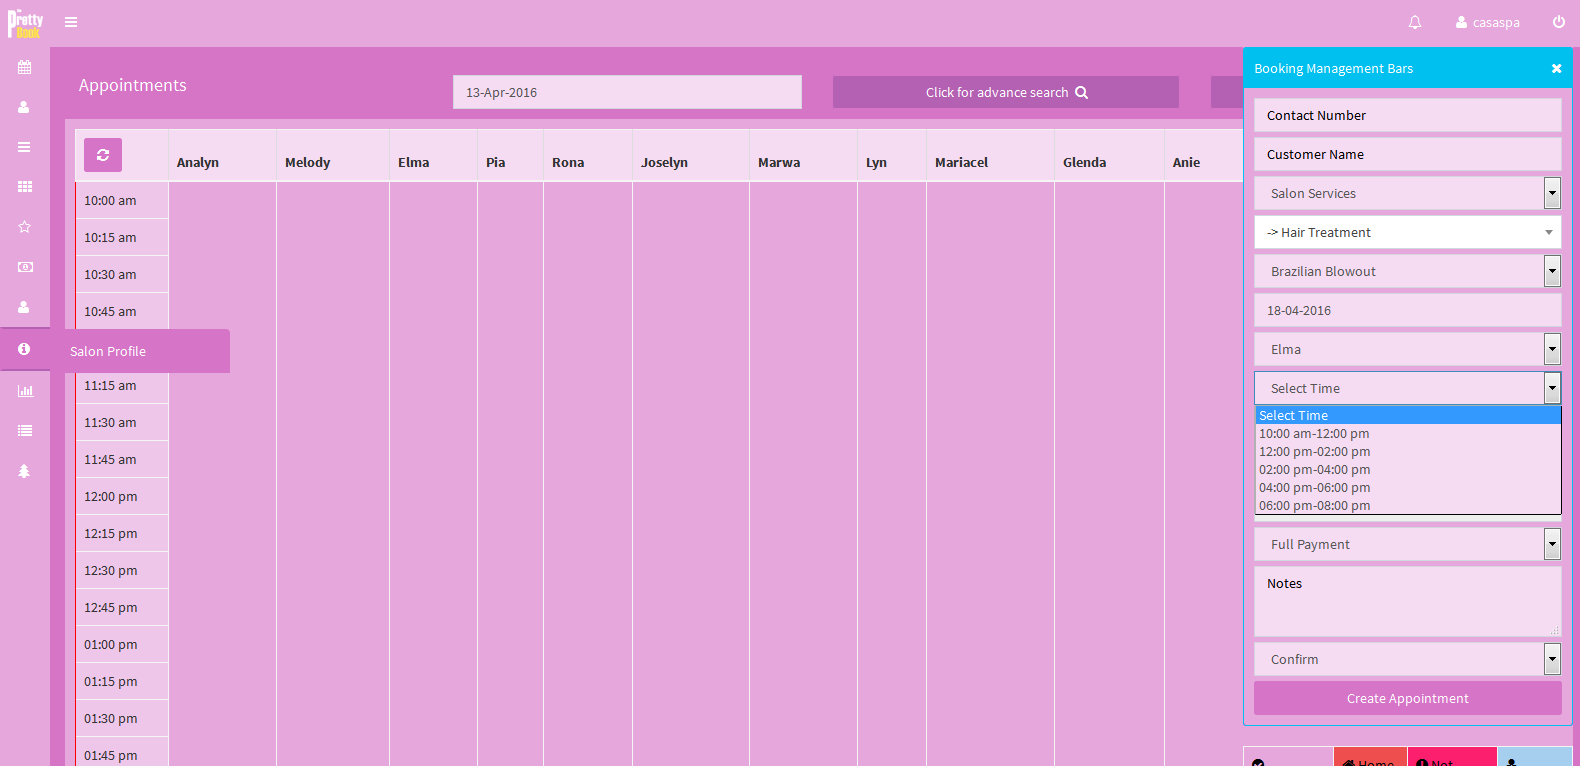 the
Pretty
Book
casaspa
Appointments
13-Apr-2016
Click for advance search
Booking Management Bars
Contact Number
Customer Name
Salon Services
-> Hair Treatment
Brazilian Blowout
18-04-2016
Elma
Select Time
Select Time
10:00 am-12:00 pm
12:00 pm-02:00 pm
02:00 pm-04:00 pm
04:00 pm-06:00 pm
06:00 pm-08:00 pm
Full Payment
Notes
Confirm
Create Appointment
Analyn Melody Elma Pia Rona Joselyn Marwa Lyn Mariacel Glenda Anie
10:00 am
10:15 am
10:30 am
10:45 am
Salon Profile
11:15 am
11:30 am
11:45 am
12:00 pm
12:15 pm
12:30 pm
12:45 pm
01:00 pm
01:15 pm
01:30 pm
01:45 pm
Home
Not